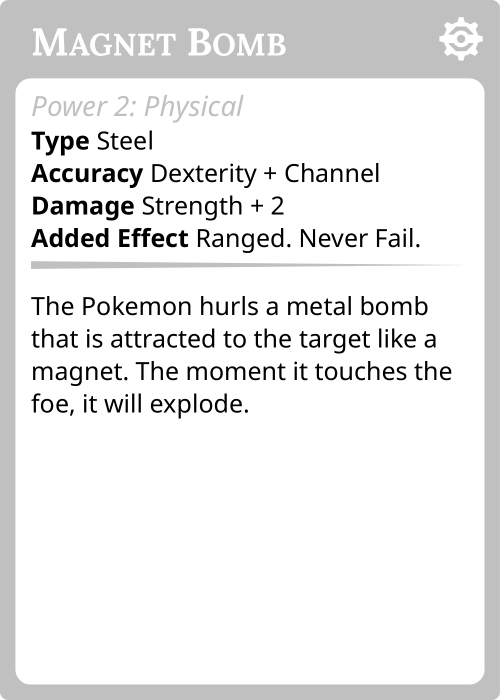 Magnet Bomb
Power 2: Physical
Type Steel
Accuracy Dexterity + Channel
Damage Strength + 2
Added Effect Ranged. Never Fail.
The Pokemon hurls a metal bomb
that is attracted to the target like a
magnet. The moment it touches the
foe, it will explode.